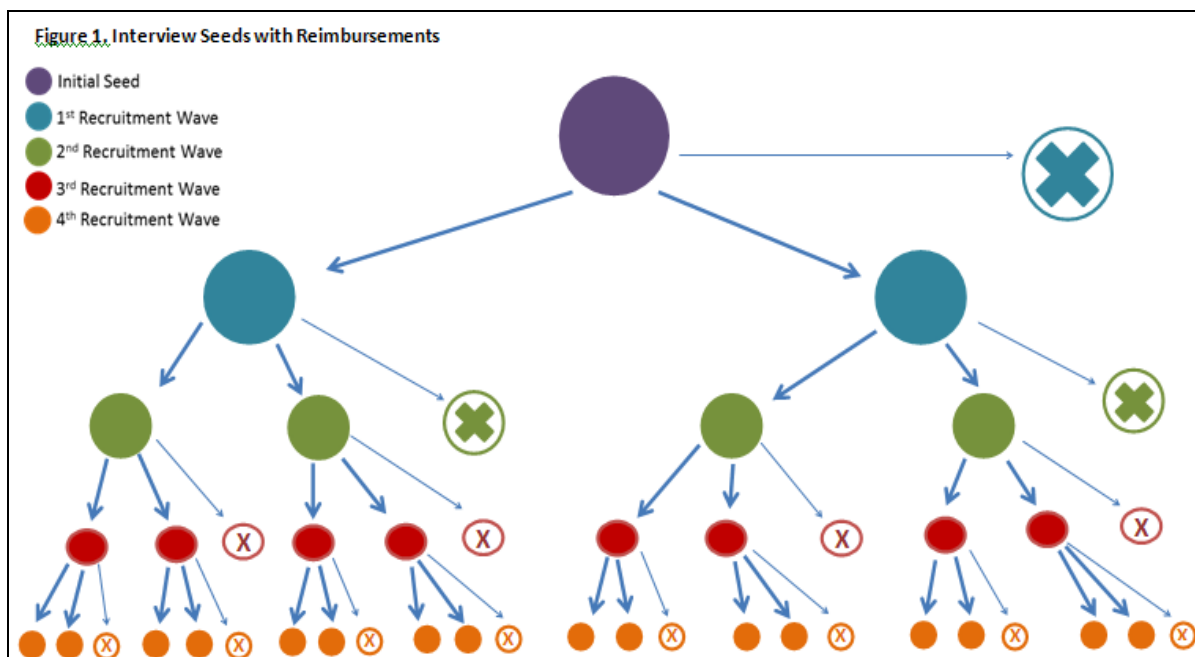 Figure 1. Interview Seeds with Reimbursements
Initial Seed
1st Recruitment Wave
2nd Recruitment Wave
3rd Recruitment Wave
4th Recruitment Wave
X X X X
X X X X X X X X